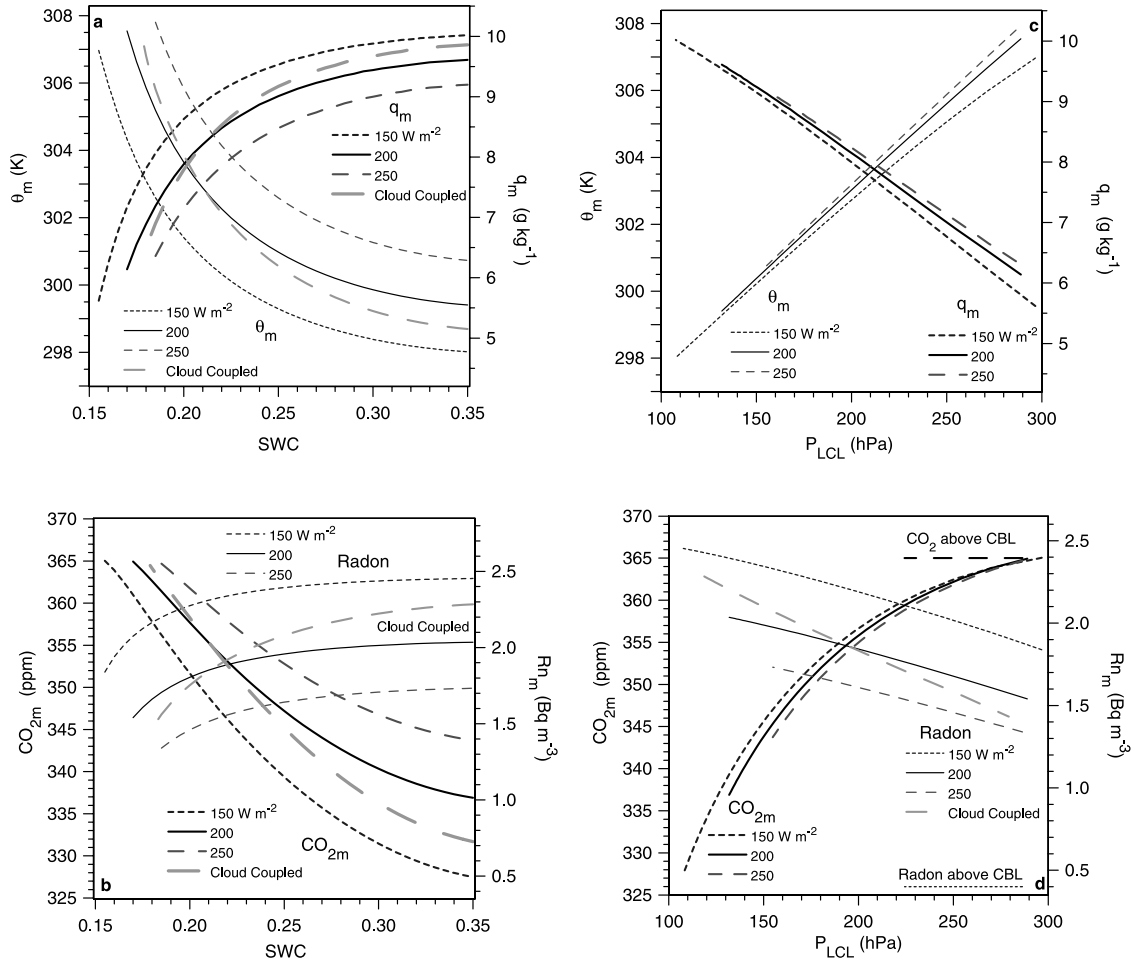 a
308
306
304
302
300
298
θm (K)
10
9
8
7
6
5
qm (g kg-1)
qm
150 W m-2
200
250
Cloud Coupled
150 W m-2
200
250
Cloud Coupled
θm
0.15
0.20
0.25
0.30
0.35
SWC
c
308
306
304
302
300
298
θm (K)
10
9
8
7
6
5
qm (g kg-1)
θm
150 W m-2
200
250
qm
150 W m-2
200
250
100
150
200
250
300
PLCL (hPa)
370
365
360
355
350
345
340
335
330
325
CO2m (ppm)
150 W m-2
200
250
Radon
Cloud Coupled
2.5
2.0
1.5
1.0
0.5
Rnm (Bq m-3)
150 W m-2
200
250
Cloud Coupled
CO2m
b
0.15
0.20
0.25
0.30
0.35
SWC
370
365
360
355
350
345
340
335
330
325
CO2m (ppm)
CO2 above CBL
2.5
2.0
1.5
1.0
0.5
Rnm (Bq m-3)
Radon
150 W m-2
200
250
Cloud Coupled
CO2m
150 W m-2
200
250
Radon above CBL
d
100
150
200
250
300
PLCL (hPa)